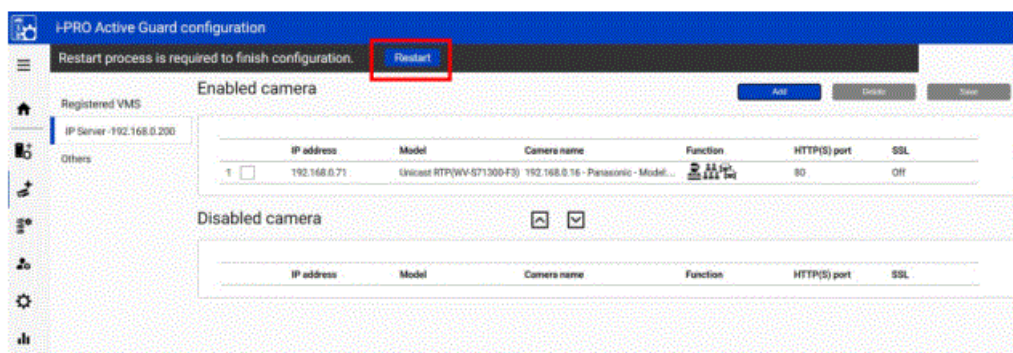 i-PRO Active Guard configuration
Restart process is required to finish configuration. Restart
Enabled camera
Add Delete Save
Registered VMS
IP Server -192.168.0.200
Others
IP address Model Camera name Function HTTP(S) port SSL
1 192.168.0.71 Unicast RTP(WV-S71300-F3) 192.168.0.16 - Panasonic - Model... 80 Off
Disabled camera
IP address Model Camera name Function HTTP(S) port SSL